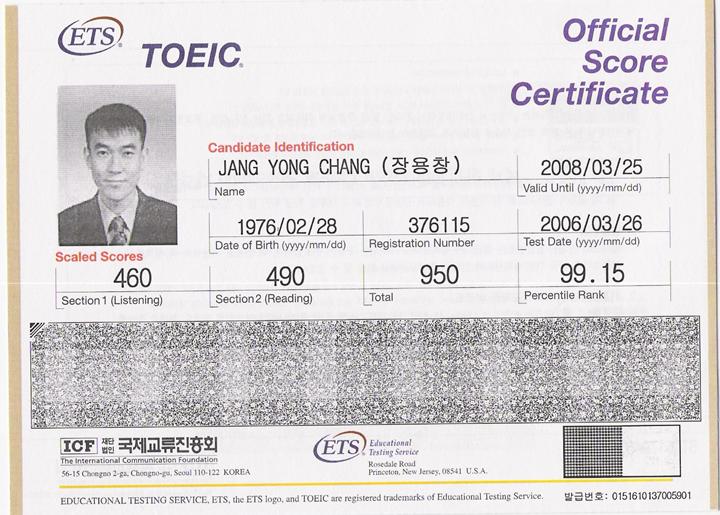 ETS®
TOEIC®
Official
Score
Certificate
Candidate Identification
JANG YONG CHANG (장용창)
Name
2008/03/25
Valid Until (yyyy/mm/dd)
1976/02/28
Date of Birth (yyyy/mm/dd)
376115
Registration Number
2006/03/26
Test Date (yyyy/mm/dd)
Scaled Scores
460
Section 1 (Listening)
490
Section 2 (Reading)
950
Total
99.15
Percentile Rank
ICF 재단법인 국제교류진흥회
The International Communication Foundation
56-15 Chongno 2-ga, Chongno-gu, Seoul 110-122 KOREA
ETS® Educational
Testing Service
Rosedale Road
Princeton, New Jersey, 08541 U.S.A.
EDUCATIONAL TESTING SERVICE, ETS, the ETS logo, and TOEIC are registered trademarks of Educational Testing Service.
발급번호: 0151610137005901